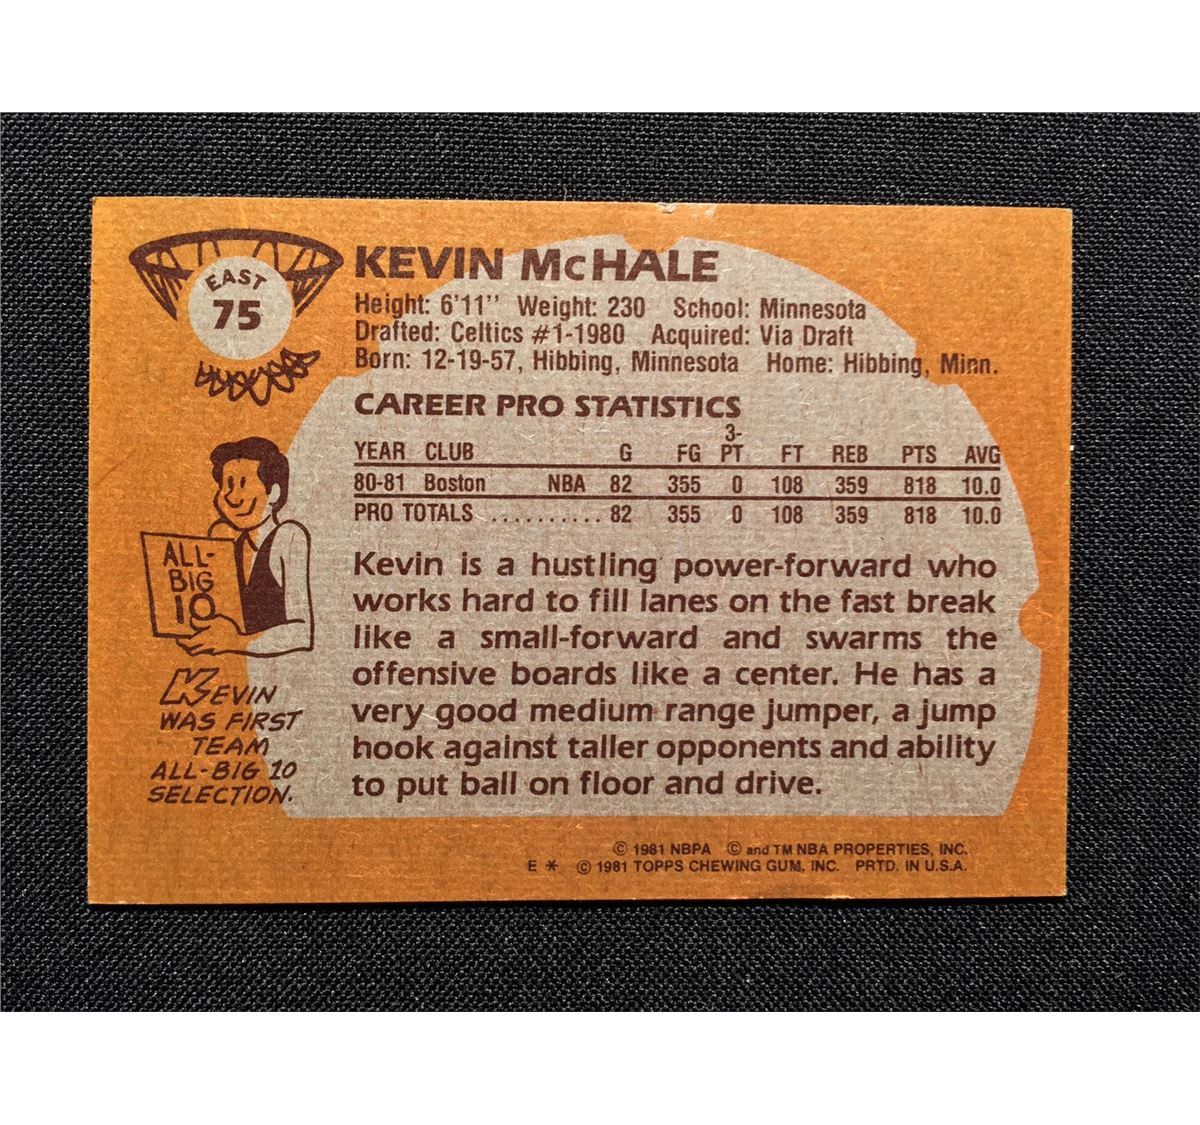 EAST
75
KEVIN McHALE
Height: 6'11" Weight: 230 School: Minnesota
Drafted: Celtics #1-1980 Acquired: Via Draft
Born: 12-19-57, Hibbing, Minnesota Home: Hibbing, Minn.
CAREER PRO STATISTICS
YEAR CLUB G FG 3-PT FT REB PTS AVG
80-81 Boston NBA 82 355 0 108 359 818 10.0
PRO TOTALS .......... 82 355 0 108 359 818 10.0
ALL-
BIG
10
KEVIN
WAS FIRST
TEAM
ALL-BIG 10
SELECTION.
Kevin is a hustling power-forward who
works hard to fill lanes on the fast break
like a small-forward and swarms the
offensive boards like a center. He has a
very good medium range jumper, a jump
hook against taller opponents and ability
to put ball on floor and drive.
© 1981 NBPA © and TM NBA PROPERTIES, INC.
E * © 1981 TOPPS CHEWING GUM, INC. PRTD. IN U.S.A.